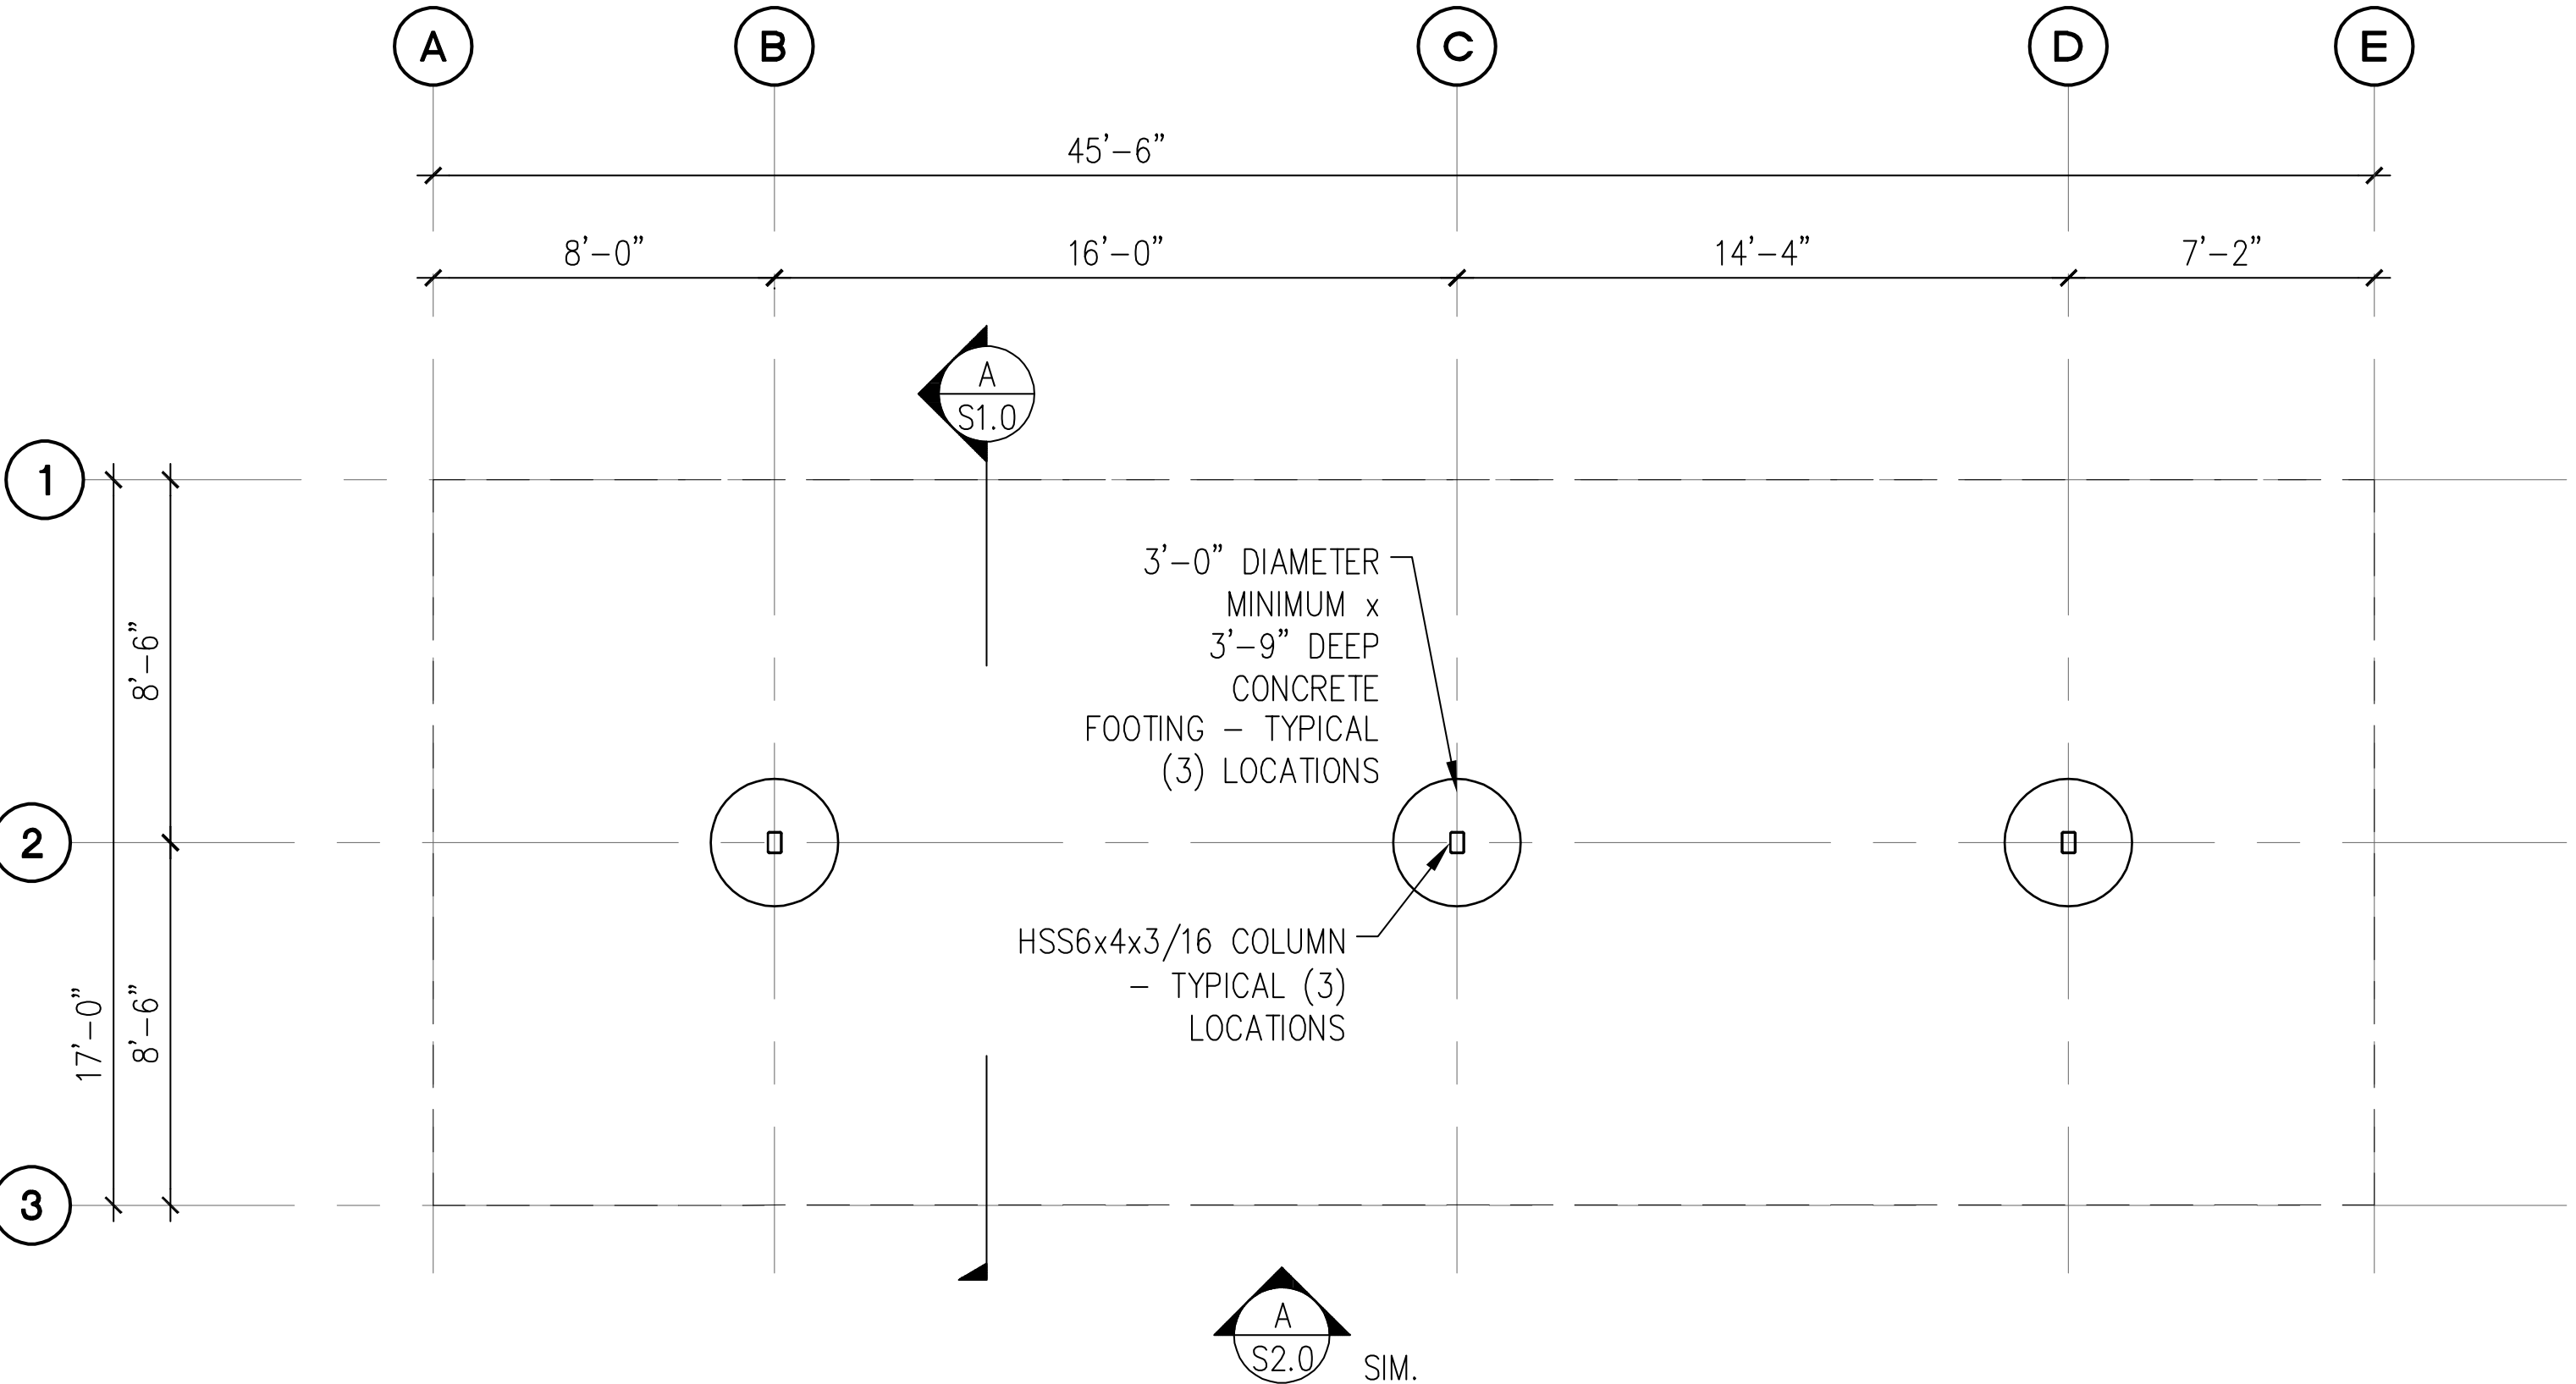 A B C D E
45'-6"
8'-0" 16'-0" 14'-4" 7'-2"
A
S1.0
1
3'-0" DIAMETER
MINIMUM x
3'-9" DEEP
CONCRETE
FOOTING - TYPICAL
(3) LOCATIONS
8'-6"
2
HSS6x4x3/16 COLUMN
- TYPICAL (3)
LOCATIONS
17'-0"
8'-6"
3
A
S2.0 SIM.